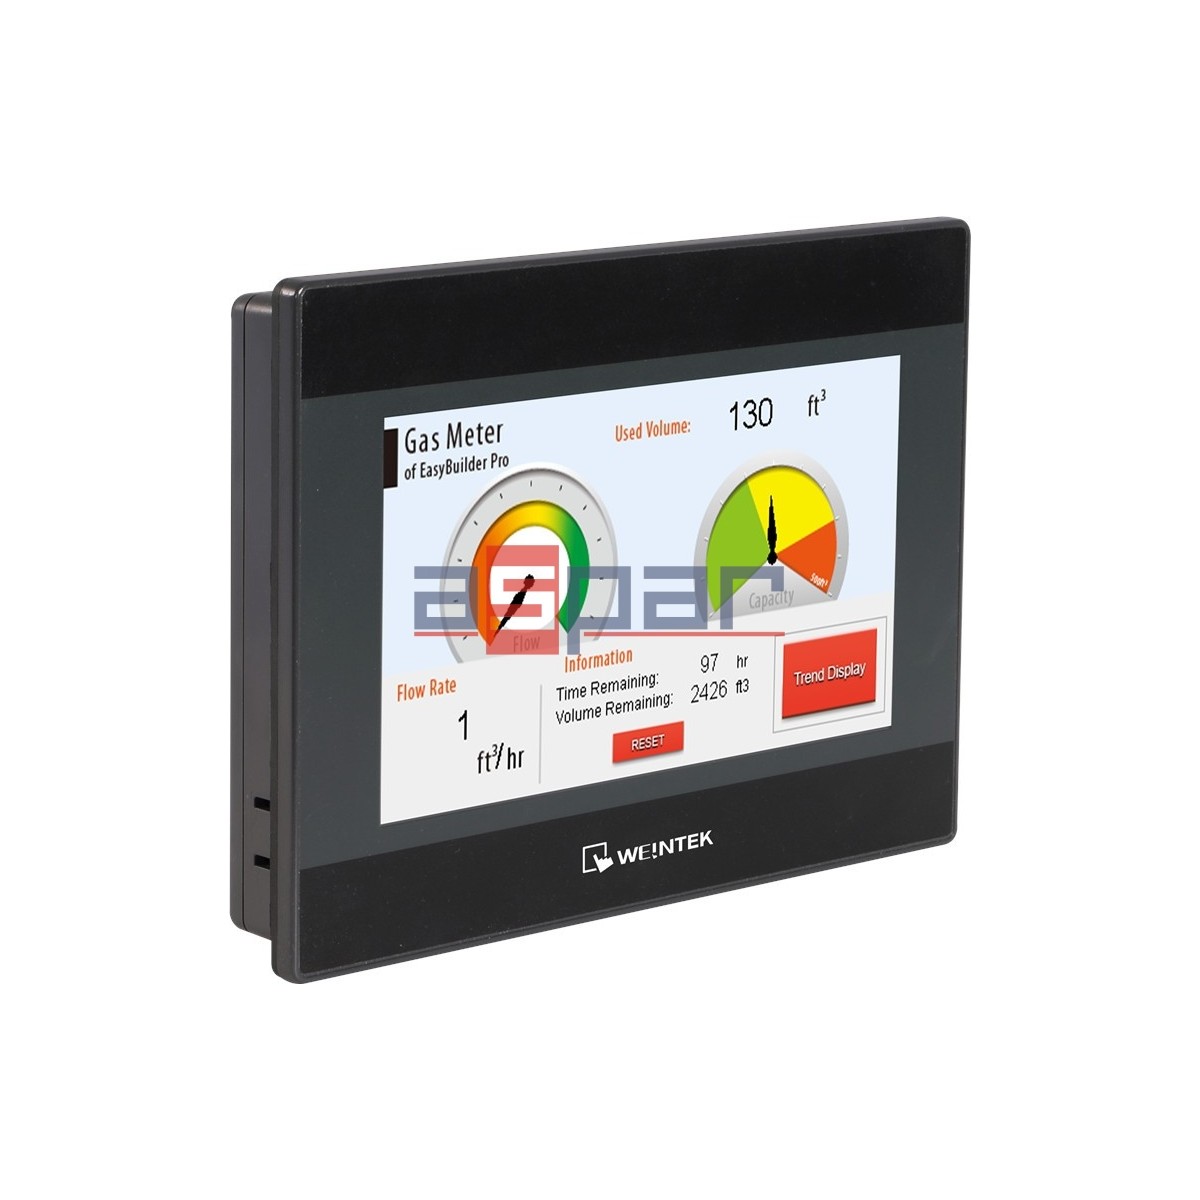 Gas Meter
of EasyBuilder Pro
Used Volume:
130 ft³
Flow
500ft³
Capacity
aspar
Flow Rate
1
ft³/hr
Information
Time Remaining: 97 hr
Volume Remaining: 2426 ft3
RESET
Trend Display
WEINTEK